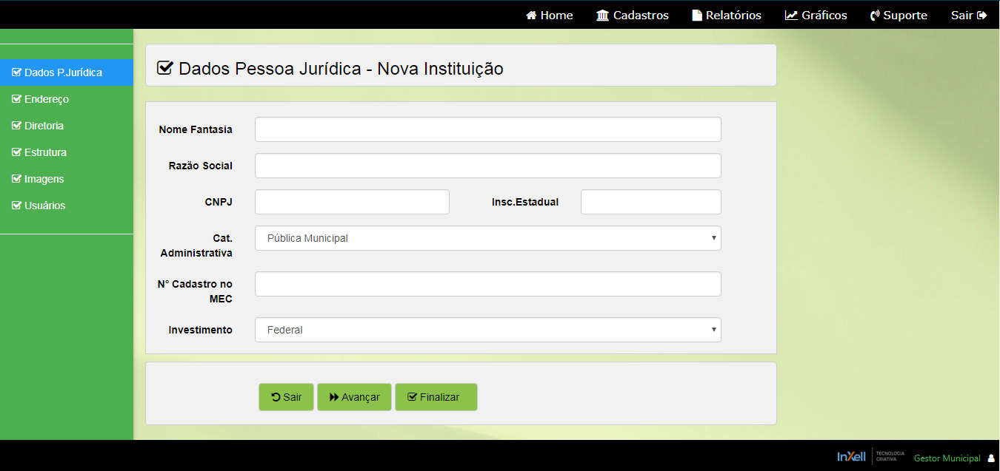 Home Cadastros Relatórios Gráficos Suporte Sair
Dados P.Jurídica
Endereço
Diretoria
Estrutura
Imagens
Usuários
Dados Pessoa Jurídica - Nova Instituição
Nome Fantasia
Razão Social
CNPJ Insc.Estadual
Cat.
Administrativa
Pública Municipal
N° Cadastro no
MEC
Investimento Federal
Sair Avançar Finalizar
InXell TECNOLOGIA
CRIATIVA
Gestor Municipal